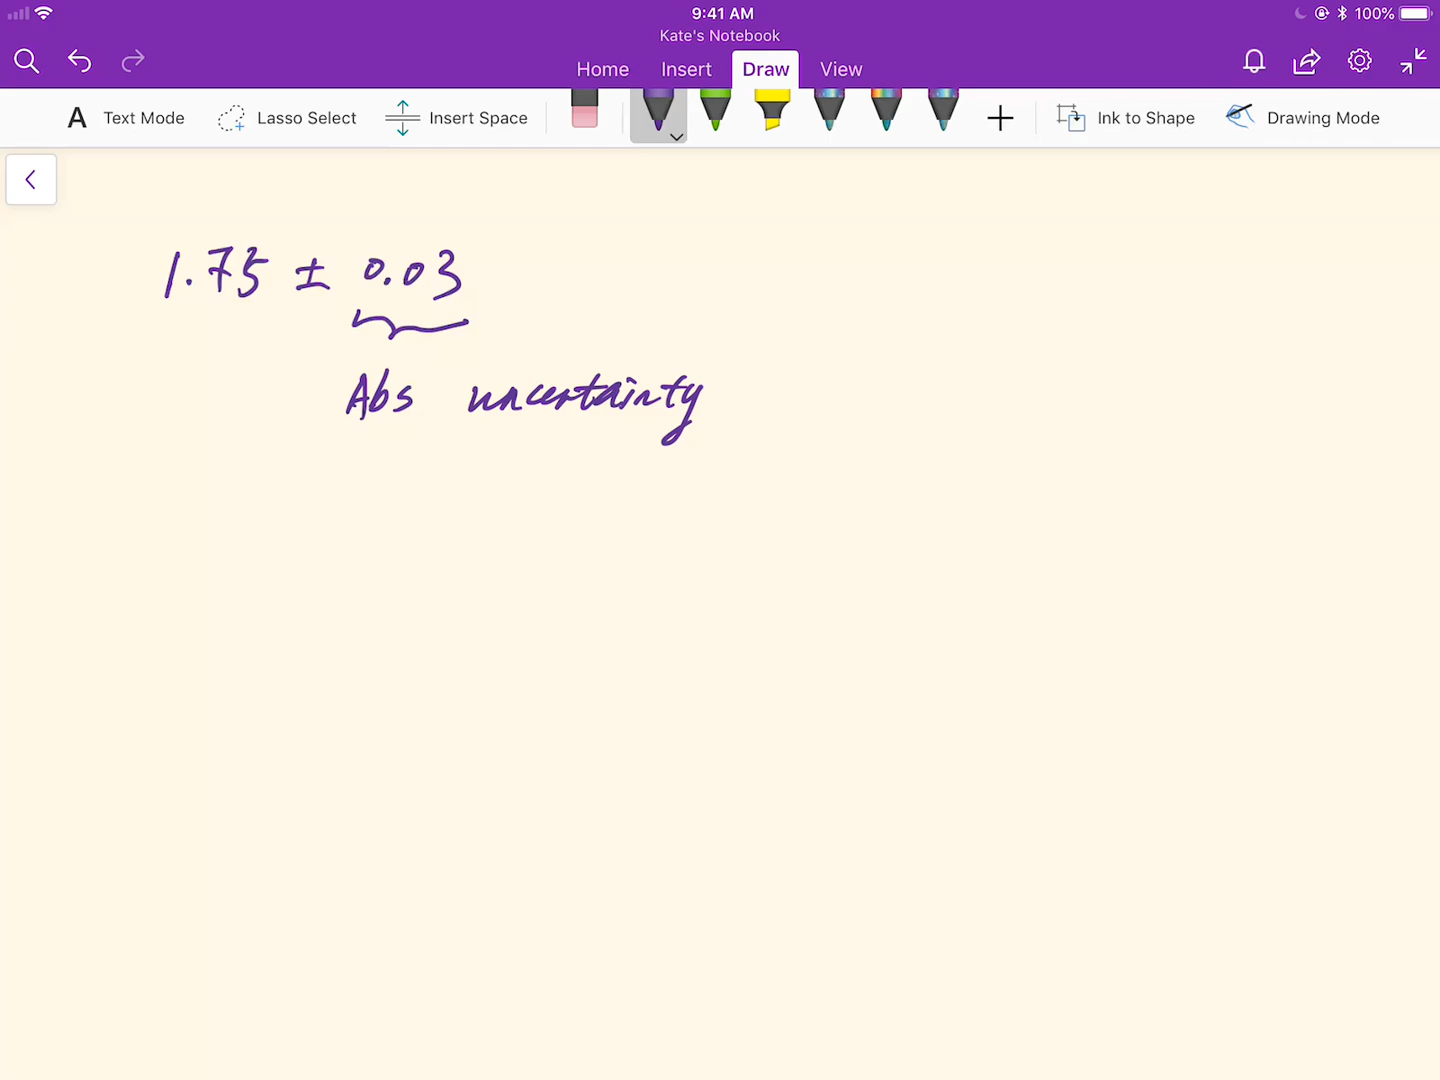 9:41 AM
100%
Kate's Notebook
Home Insert Draw View
A Text Mode Lasso Select Insert Space Ink to Shape Drawing Mode
1.75 ± 0.03
Abs uncertainty